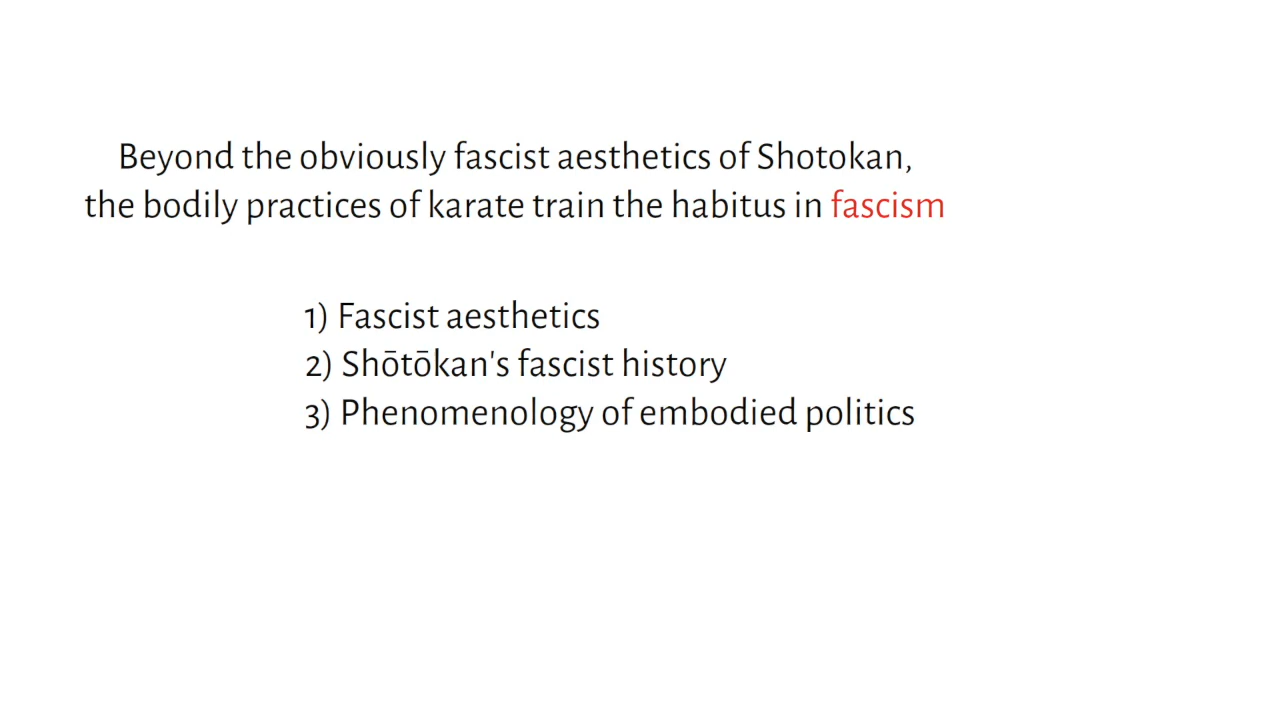 Beyond the obviously fascist aesthetics of Shotokan,
the bodily practices of karate train the habitus in fascism
1) Fascist aesthetics
2) Shōtōkan's fascist history
3) Phenomenology of embodied politics